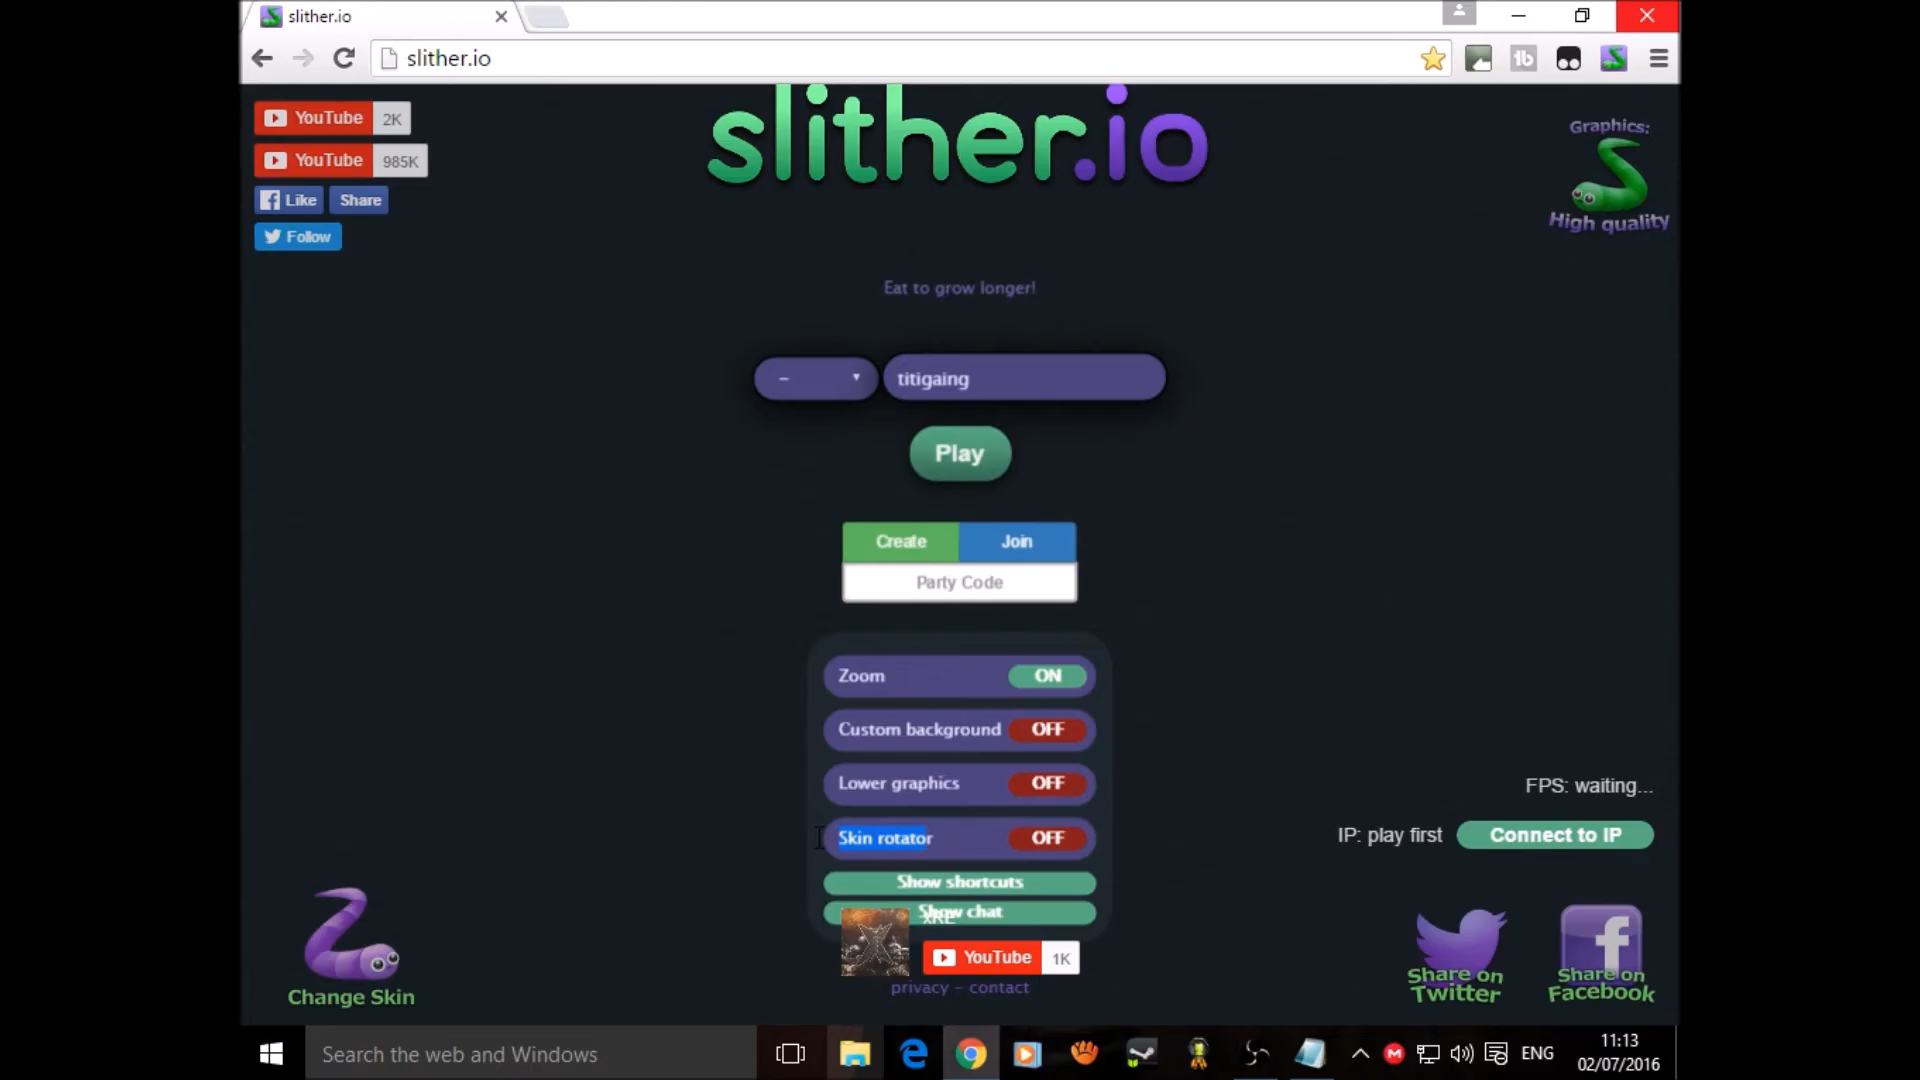 slither.io
slither.io
YouTube 2K
YouTube 985K
Like Share
Follow
slither.io
Graphics:
High quality
Eat to grow longer!
– titigaing
Play
Create Join
Party Code
Zoom ON
Custom background OFF
Lower graphics OFF
Skin rotator OFF
Show shortcuts
Show chat
xRE
YouTube 1K
privacy – contact
FPS: waiting...
IP: play first Connect to IP
Change Skin
Share on Twitter
Share on Facebook
Search the web and Windows
ENG
11:13
02/07/2016